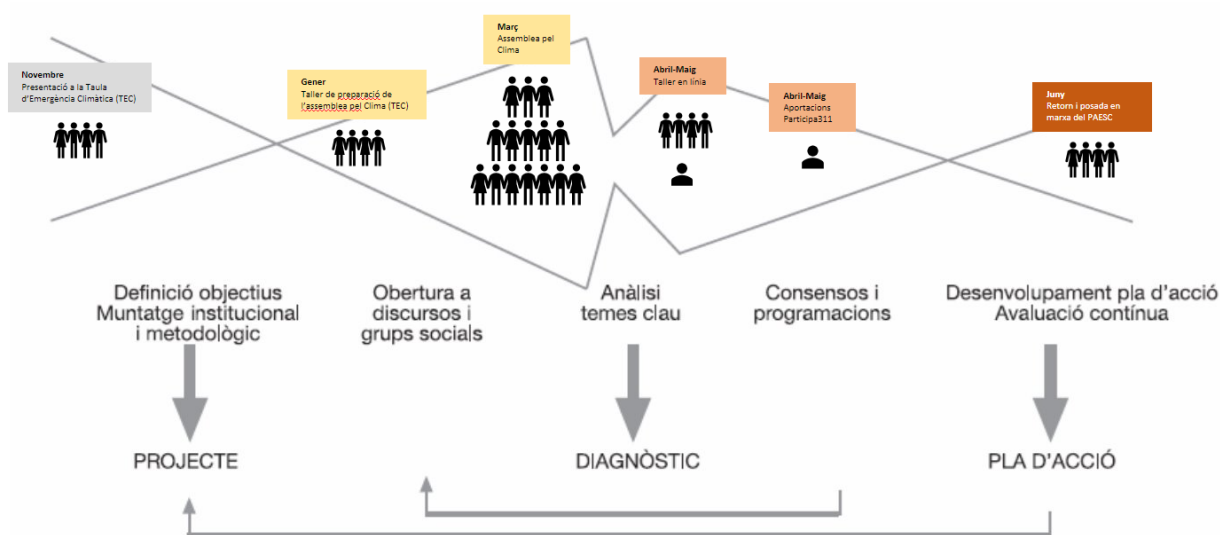 Novembre
Presentació a la Taula
d'Emergència Climàtica (TEC)
Gener
Taller de preparació de
l'assemblea pel Clima (TEC)
Març
Assemblea pel
Clima
Abril-Maig
Taller en línia
Abril-Maig
Aportacions
Participa311
Juny
Retorn i posada en
marxa del PAESC
Definició objectius
Muntatge institucional
i metodològic
Obertura a
discursos i
grups socials
Anàlisi
temes clau
Consensos i
programacions
Desenvolupament pla d'acció
Avaluació contínua
PROJECTE
DIAGNÒSTIC
PLA D'ACCIÓ